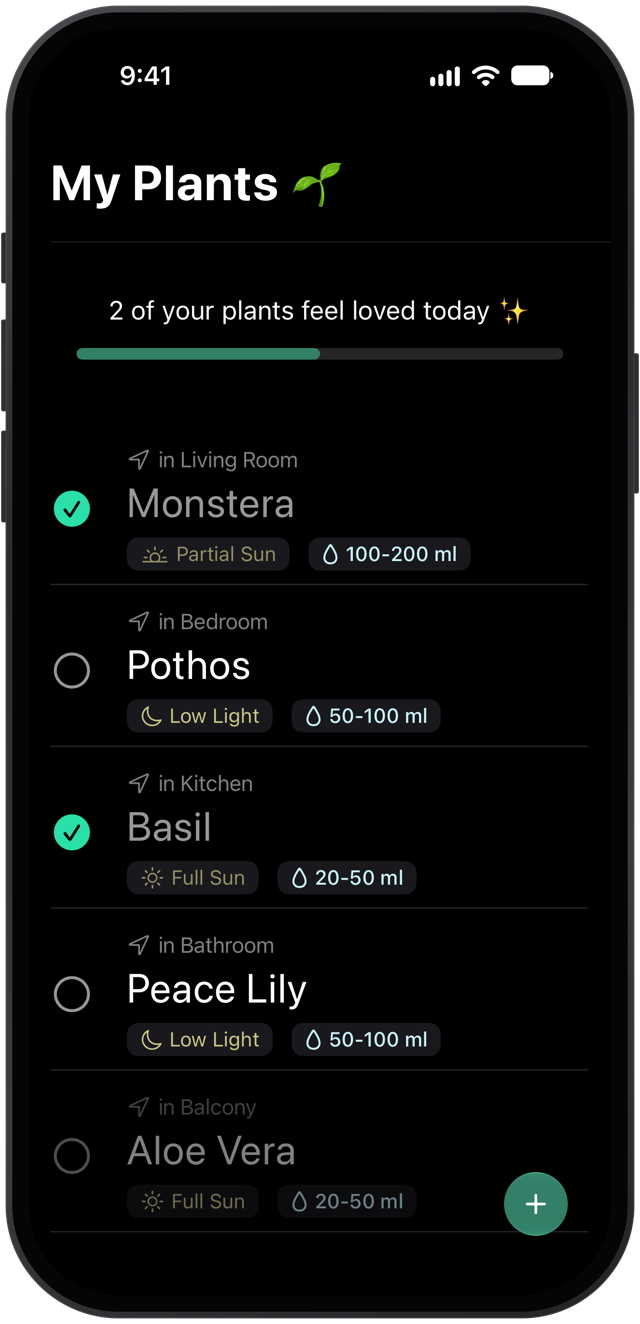 9:41
My Plants 🌱
2 of your plants feel loved today ✨
in Living Room
Monstera
Partial Sun 100-200 ml
in Bedroom
Pothos
Low Light 50-100 ml
in Kitchen
Basil
Full Sun 20-50 ml
in Bathroom
Peace Lily
Low Light 50-100 ml
in Balcony
Aloe Vera
Full Sun 20-50 ml
+